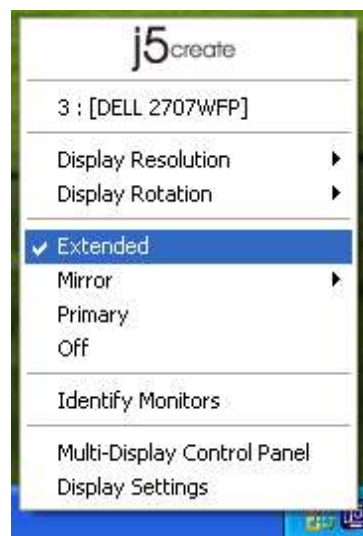 j5create
3 : [DELL 2707WFP]
Display Resolution
Display Rotation
Extended
Mirror
Primary
Off
Identify Monitors
Multi-Display Control Panel
Display Settings